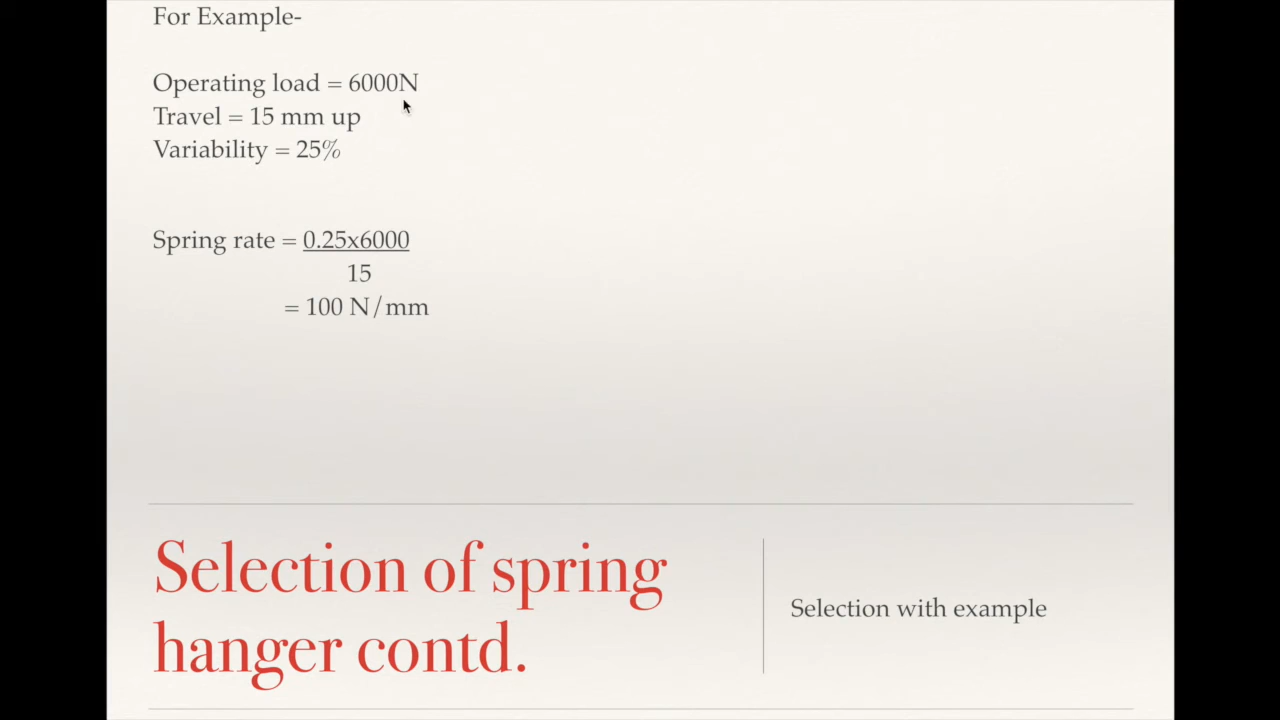 For Example-
Operating load = 6000N
Travel = 15 mm up
Variability = 25%
Spring rate = 0.25x6000
15
= 100 N/mm
Selection of spring
hanger contd.
Selection with example